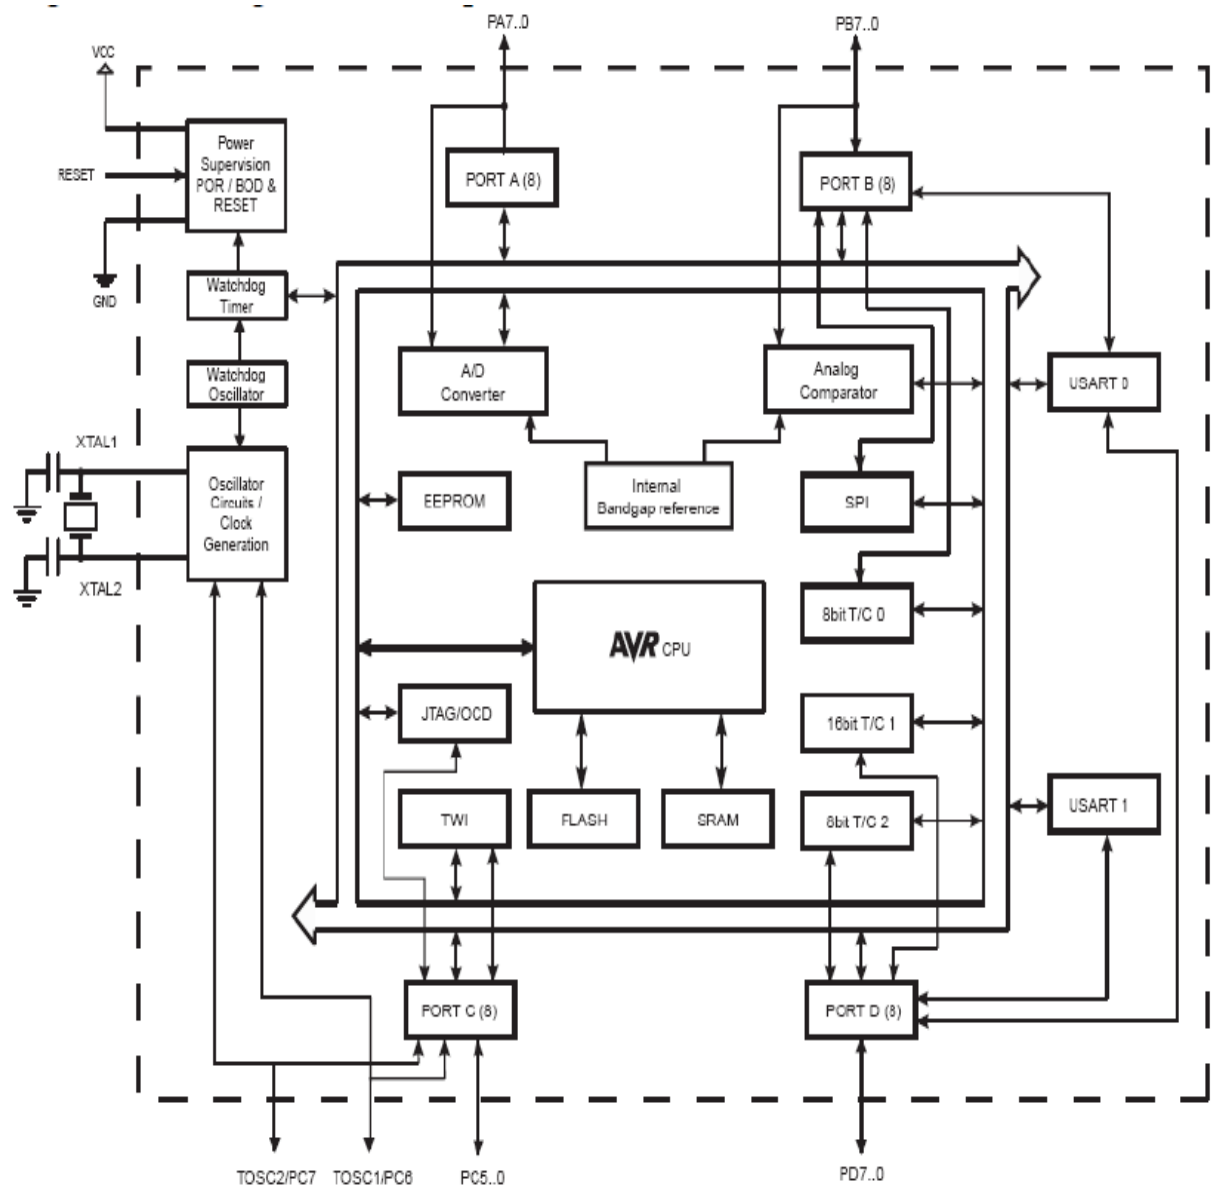 PA7..0
PB7..0
VCC
Power
Supervision
POR / BOD &
RESET
RESET
PORT A (8)
PORT B (8)
GND
Watchdog
Timer
Watchdog
Oscillator
A/D
Converter
Analog
Comparator
USART 0
XTAL1
Oscillator
Circuits /
Clock
Generation
EEPROM
Internal
Bandgap reference
SPI
XTAL2
8bit T/C 0
AVR CPU
JTAG/OCD
16bit T/C 1
TWI
FLASH
SRAM
8bit T/C 2
USART 1
PORT C (8)
PORT D (8)
TOSC2/PC7
TOSC1/PC6
PC5..0
PD7..0